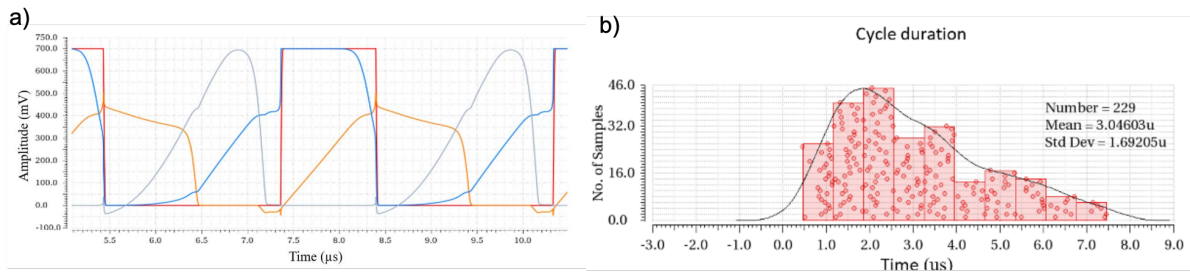 a)
750.0
700.0
600.0
500.0
400.0
300.0
200.0
100.0
0.0
-100.0
Amplitude (mV)
5.5 6.0 6.5 7.0 7.5 8.0 8.5 9.0 9.5 10.0
Time (µs)
b)
Cycle duration
46.0
32.0
16.0
0.0
No. of Samples
Number = 229
Mean = 3.04603u
Std Dev = 1.69205u
-3.0 -2.0 -1.0 0.0 1.0 2.0 3.0 4.0 5.0 6.0 7.0 8.0 9.0
Time (us)